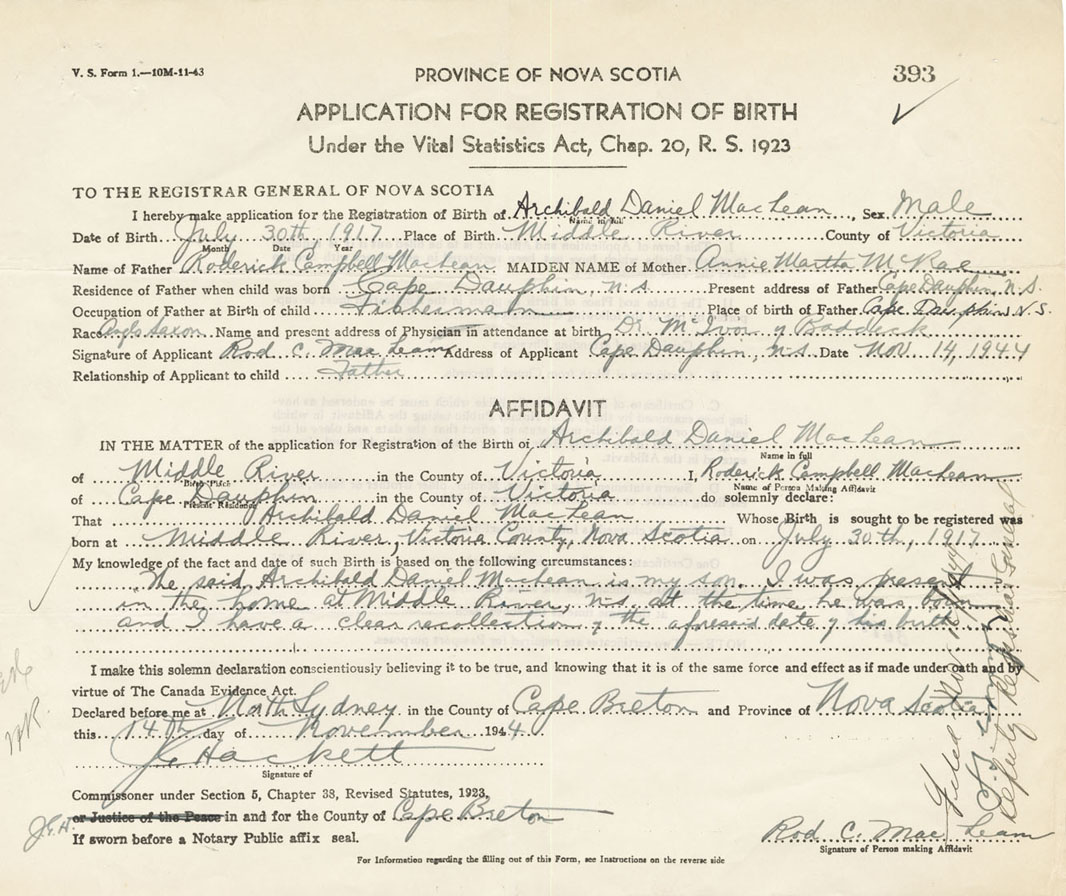 V. S. Form 1.—10M-11-43
PROVINCE OF NOVA SCOTIA
393
APPLICATION FOR REGISTRATION OF BIRTH
Under the Vital Statistics Act, Chap. 20, R. S. 1923
TO THE REGISTRAR GENERAL OF NOVA SCOTIA
I hereby make application for the Registration of Birth of Archibald Daniel MacLean, Sex Male
Name in full
Date of Birth July 30th, 1917 Place of Birth Middle River County of Victoria
Month Date Year
Name of Father Roderick Campbell MacLean MAIDEN NAME of Mother Annie Martha McRae
Residence of Father when child was born Cape Dauphin, n.s. Present address of Father Cape Dauphin, N.S.
Occupation of Father at Birth of child Fisherman Place of birth of Father Cape Dauphin N.S.
Race Anglo Saxon Name and present address of Physician in attendance at birth Dr. McIvor of Baddeck
Signature of Applicant Rod C. MacLean Address of Applicant Cape Dauphin, n.s. Date Nov. 14, 1944
Relationship of Applicant to child Father
AFFIDAVIT
IN THE MATTER of the application for Registration of the Birth of Archibald Daniel MacLean
Name in full
of Middle River in the County of Victoria I, Roderick Campbell MacLean
Birth Place Name of Person Making Affidavit
of Cape Dauphin in the County of Victoria do solemnly declare:
Present Residence
That Archibald Daniel MacLean Whose Birth is sought to be registered was
born at Middle River, Victoria County, Nova Scotia on July 30th, 1917
My knowledge of the fact and date of such Birth is based on the following circumstances:
The said Archibald Daniel MacLean is my son. I was present
in the home at Middle River, n.s. at the time he was born
and I have a clear recollection of the aforesaid date of his birth
I make this solemn declaration conscientiously believing it to be true, and knowing that it is of the same force and effect as if made under oath and by
virtue of The Canada Evidence Act.
Declared before me at North Sydney in the County of Cape Breton and Province of Nova Scotia
this 14th day of November 1944
J. G. Hackett
Signature of
Commissoner under Section 5, Chapter 38, Revised Statutes, 1923,
or Justice of the Peace in and for the County of Cape Breton
J.G.H.
If sworn before a Notary Public affix seal.
Rod C. MacLean
Signature of Person making Affidavit
For Information regarding the filling out of this Form, see Instructions on the reverse side
Filed Nov.
Deputy Registrar General